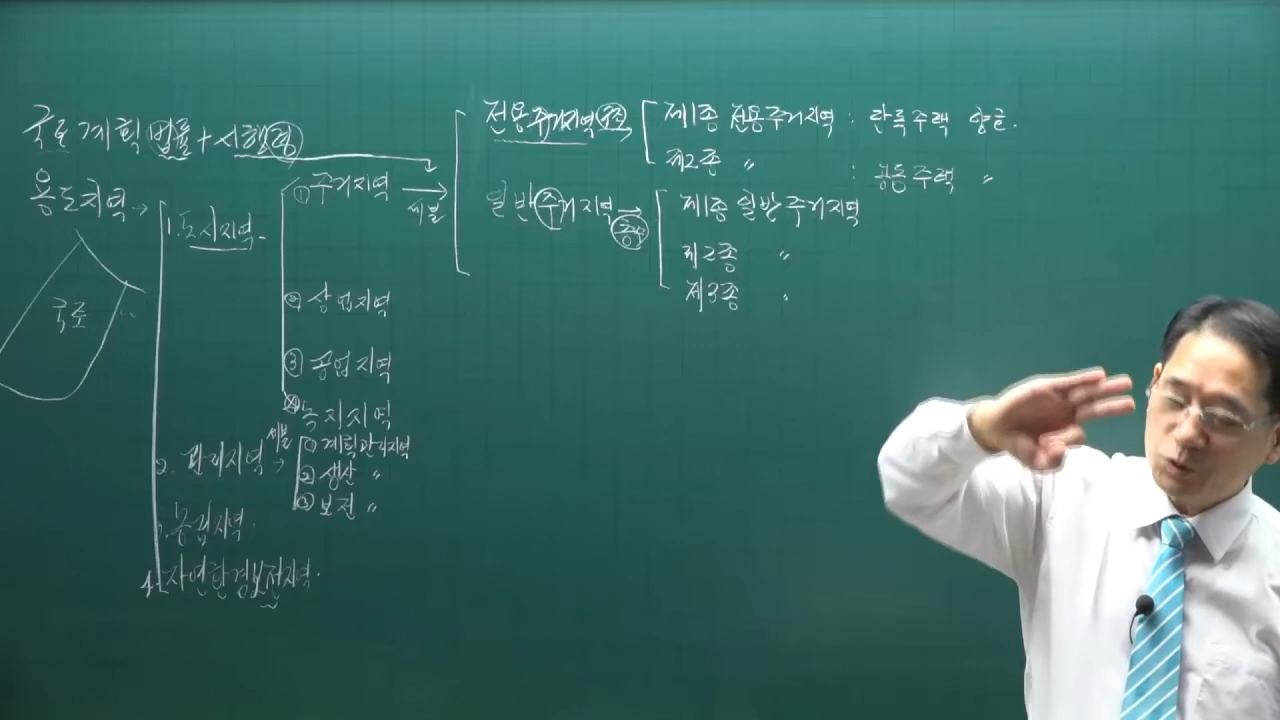 국토계획 법률 + 시행령
용도지역 →
국토
1. 도시지역
① 주거지역
세분
② 상업지역
③ 공업지역
④ 녹지지역
2. 관리지역 →
세분
① 계획관리지역
② 생산 〃
③ 보전 〃
3. 농림지역.
4. 자연환경보전지역.
전용주거지역
제1종 전용주거지역 : 단독주택 양호.
제2종 〃 : 공동주택 〃
일반주거지역 →
제1종 일반주거지역
제2종 〃
제3종 〃